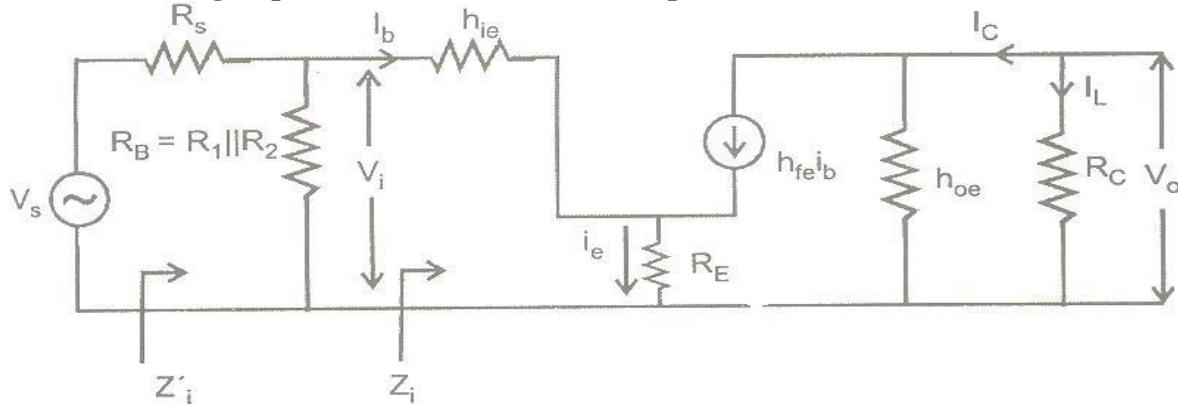 R_s
I_b
h_ie
I_C
I_L
R_B = R_1||R_2
V_i
h_fe i_b
h_oe
R_C
V_o
V_s
i_e
R_E
Z'_i
Z_i